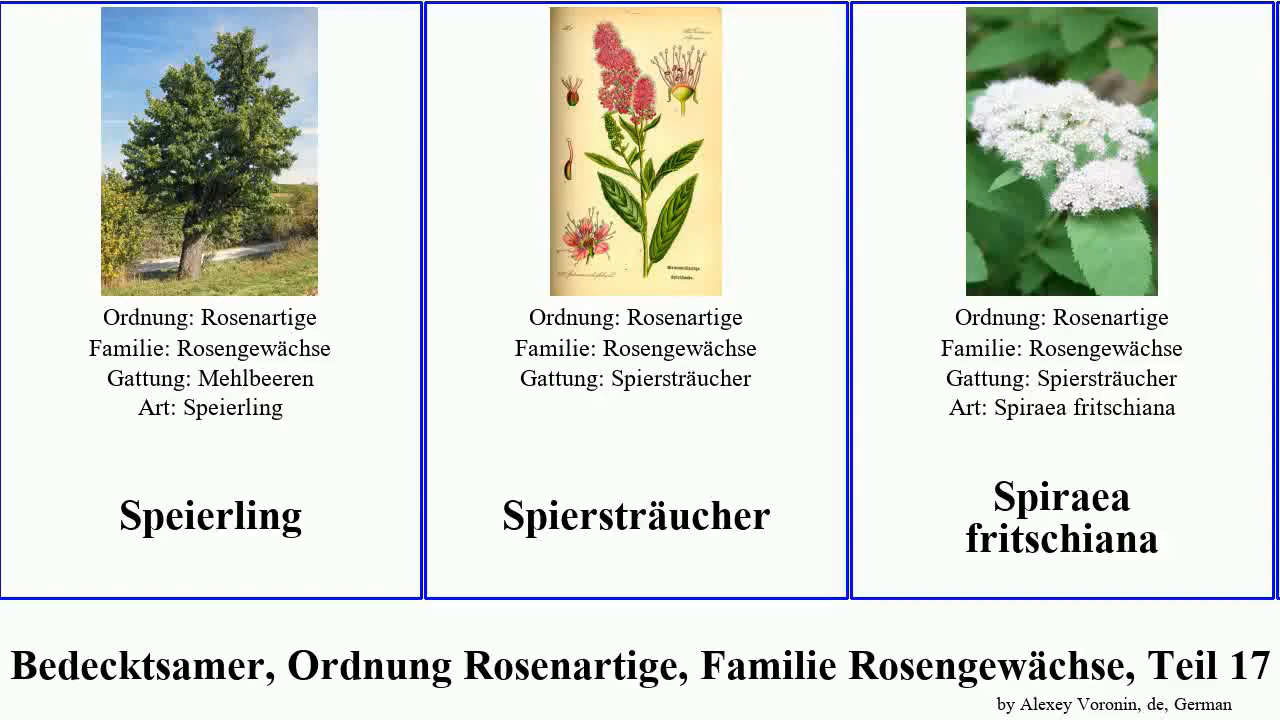 Ordnung: Rosenartige
Familie: Rosengewächse
Gattung: Mehlbeeren
Art: Speierling
Speierling
Ordnung: Rosenartige
Familie: Rosengewächse
Gattung: Spiersträucher
Spiersträucher
Ordnung: Rosenartige
Familie: Rosengewächse
Gattung: Spiersträucher
Art: Spiraea fritschiana
Spiraea
fritschiana
Bedecktsamer, Ordnung Rosenartige, Familie Rosengewächse, Teil 17
by Alexey Voronin, de, German